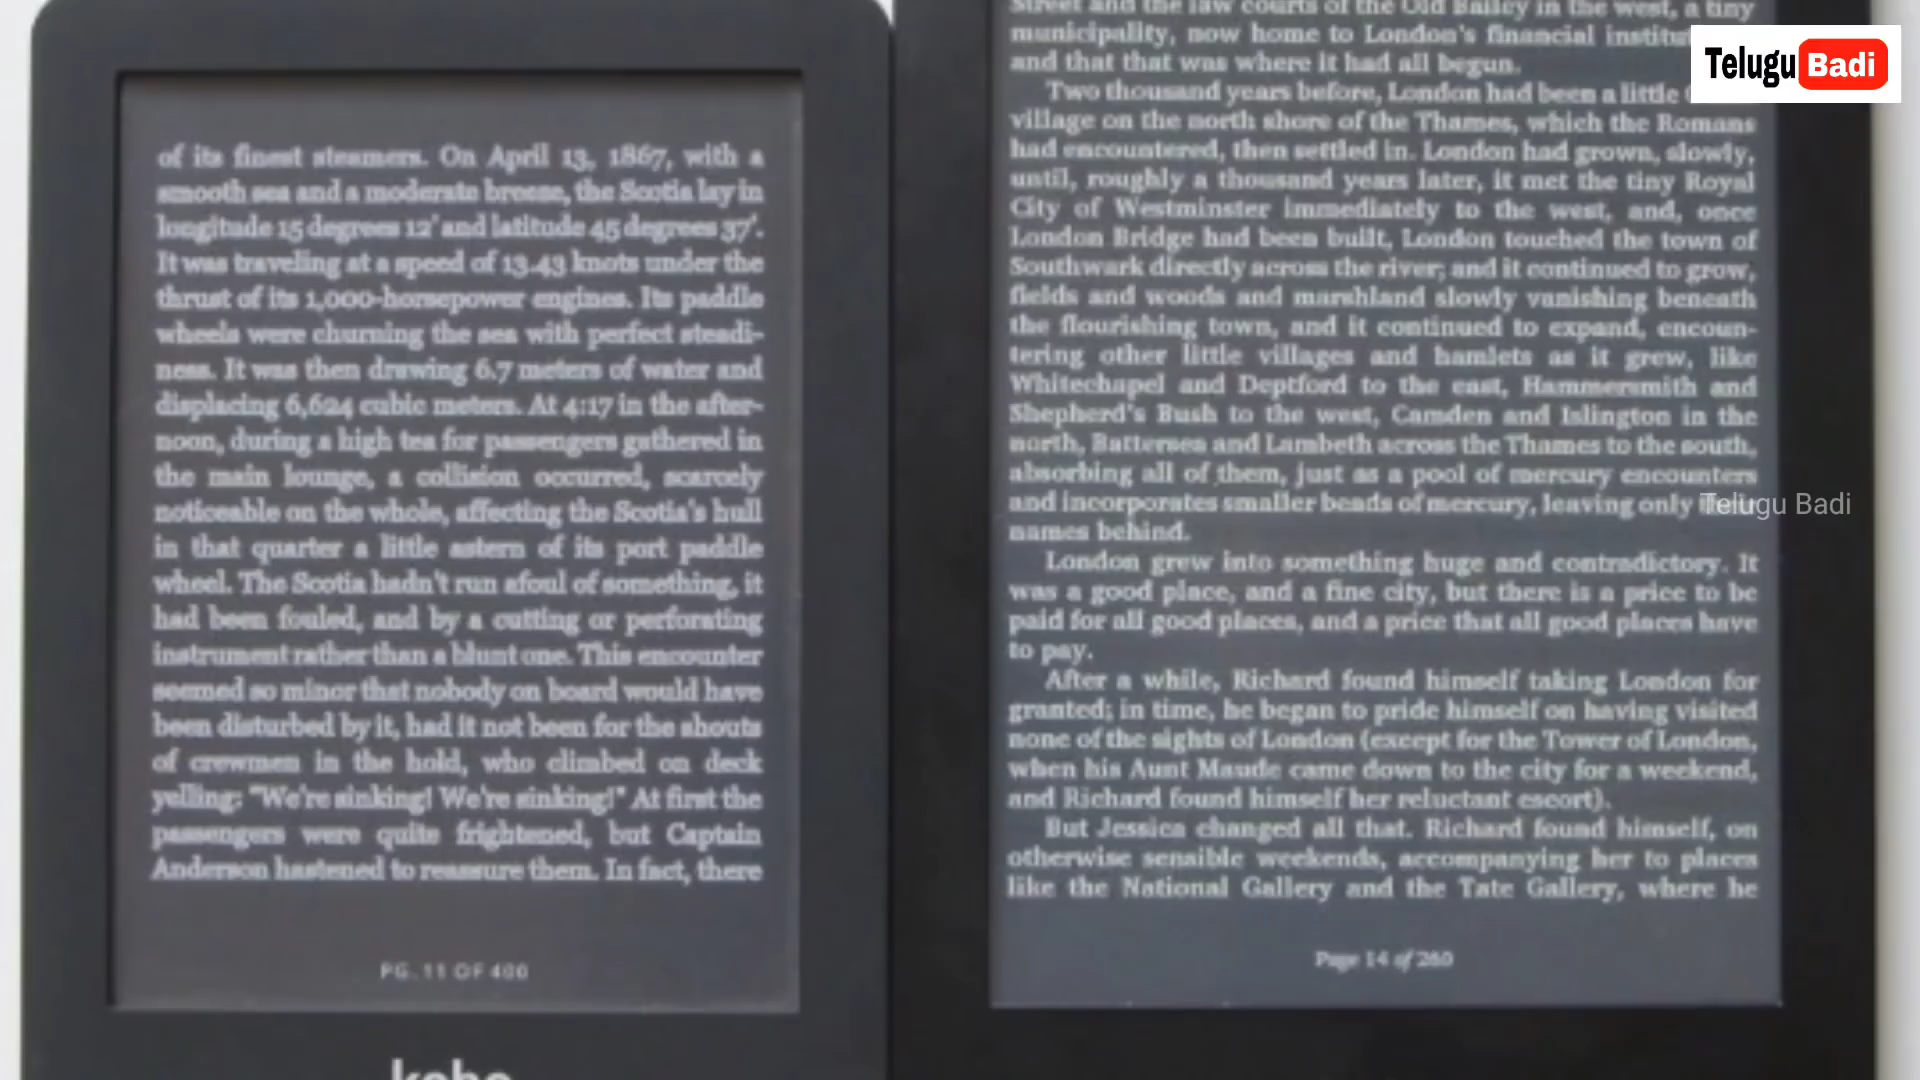 of its finest steamers. On April 13, 1867, with a
smooth sea and a moderate breeze, the Scotia lay in
longitude 15 degrees 12' and latitude 45 degrees 37'.
It was traveling at a speed of 13.43 knots under the
thrust of its 1,000-horsepower engines. Its paddle
wheels were churning the sea with perfect steadi-
ness. It was then drawing 6.7 meters of water and
displacing 6,624 cubic meters. At 4:17 in the after-
noon, during a high tea for passengers gathered in
the main lounge, a collision occurred, scarcely
noticeable on the whole, affecting the Scotia's hull
in that quarter a little astern of its port paddle
wheel. The Scotia hadn't run afoul of something, it
had been fouled, and by a cutting or perforating
instrument rather than a blunt one. This encounter
seemed so minor that nobody on board would have
been disturbed by it, had it not been for the shouts
of crewmen in the hold, who climbed on deck
yelling: "We're sinking! We're sinking!" At first the
passengers were quite frightened, but Captain
Anderson hastened to reassure them. In fact, there
PG. 11 OF 400
kobo
Street and the law courts of the Old Bailey in the west, a tiny
municipality, now home to London's financial
and that that was where it had all begun.
Two thousand years before, London had been a little
village on the north shore of the Thames, which the Romans
had encountered, then settled in. London had grown, slowly,
until, roughly a thousand years later, it met the tiny Royal
City of Westminster immediately to the west, and, once
London Bridge had been built, London touched the town of
Southwark directly across the river; and it continued to grow,
fields and woods and marshland slowly vanishing beneath
the flourishing town, and it continued to expand, encoun-
tering other little villages and hamlets as it grew, like
Whitechapel and Deptford to the east, Hammersmith and
Shepherd's Bush to the west, Camden and Islington in the
north, Battersea and Lambeth across the Thames to the south,
absorbing all of them, just as a pool of mercury encounters
and incorporates smaller beads of mercury, leaving only
names behind.
London grew into something huge and contradictory. It
was a good place, and a fine city, but there is a price to be
paid for all good places, and a price that all good places have
to pay.
After a while, Richard found himself taking London for
granted; in time, he began to pride himself on having visited
none of the sights of London (except for the Tower of London,
when his Aunt Maude came down to the city for a weekend,
and Richard found himself her reluctant escort).
But Jessica changed all that. Richard found himself, on
otherwise sensible weekends, accompanying her to places
like the National Gallery and the Tate Gallery, where he
Page 14 of 260
Telugu Badi
Telugu Badi